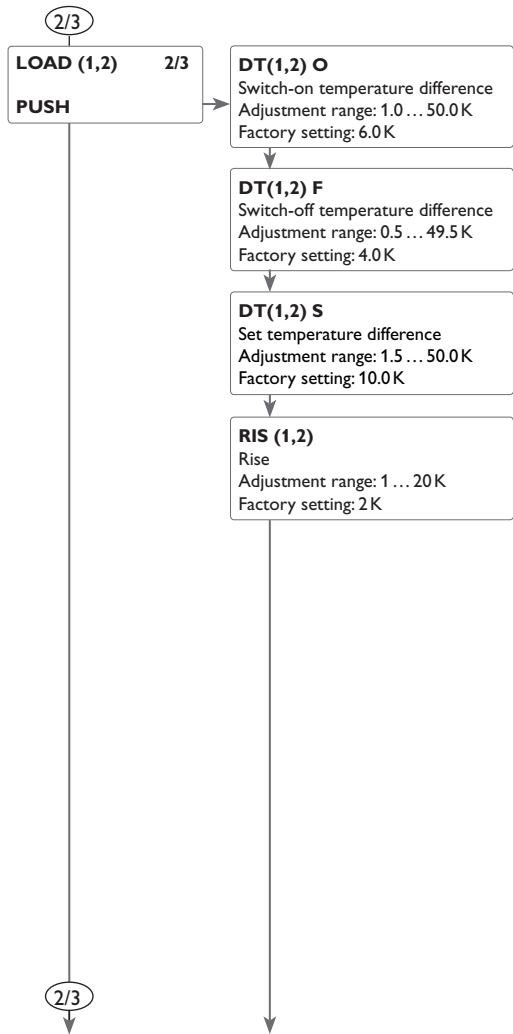 2/3
LOAD (1,2) 2/3
PUSH
DT(1,2) O
Switch-on temperature difference
Adjustment range: 1.0 … 50.0 K
Factory setting: 6.0 K
DT(1,2) F
Switch-off temperature difference
Adjustment range: 0.5 … 49.5 K
Factory setting: 4.0 K
DT(1,2) S
Set temperature difference
Adjustment range: 1.5 … 50.0 K
Factory setting: 10.0 K
RIS (1,2)
Rise
Adjustment range: 1 … 20 K
Factory setting: 2 K
2/3